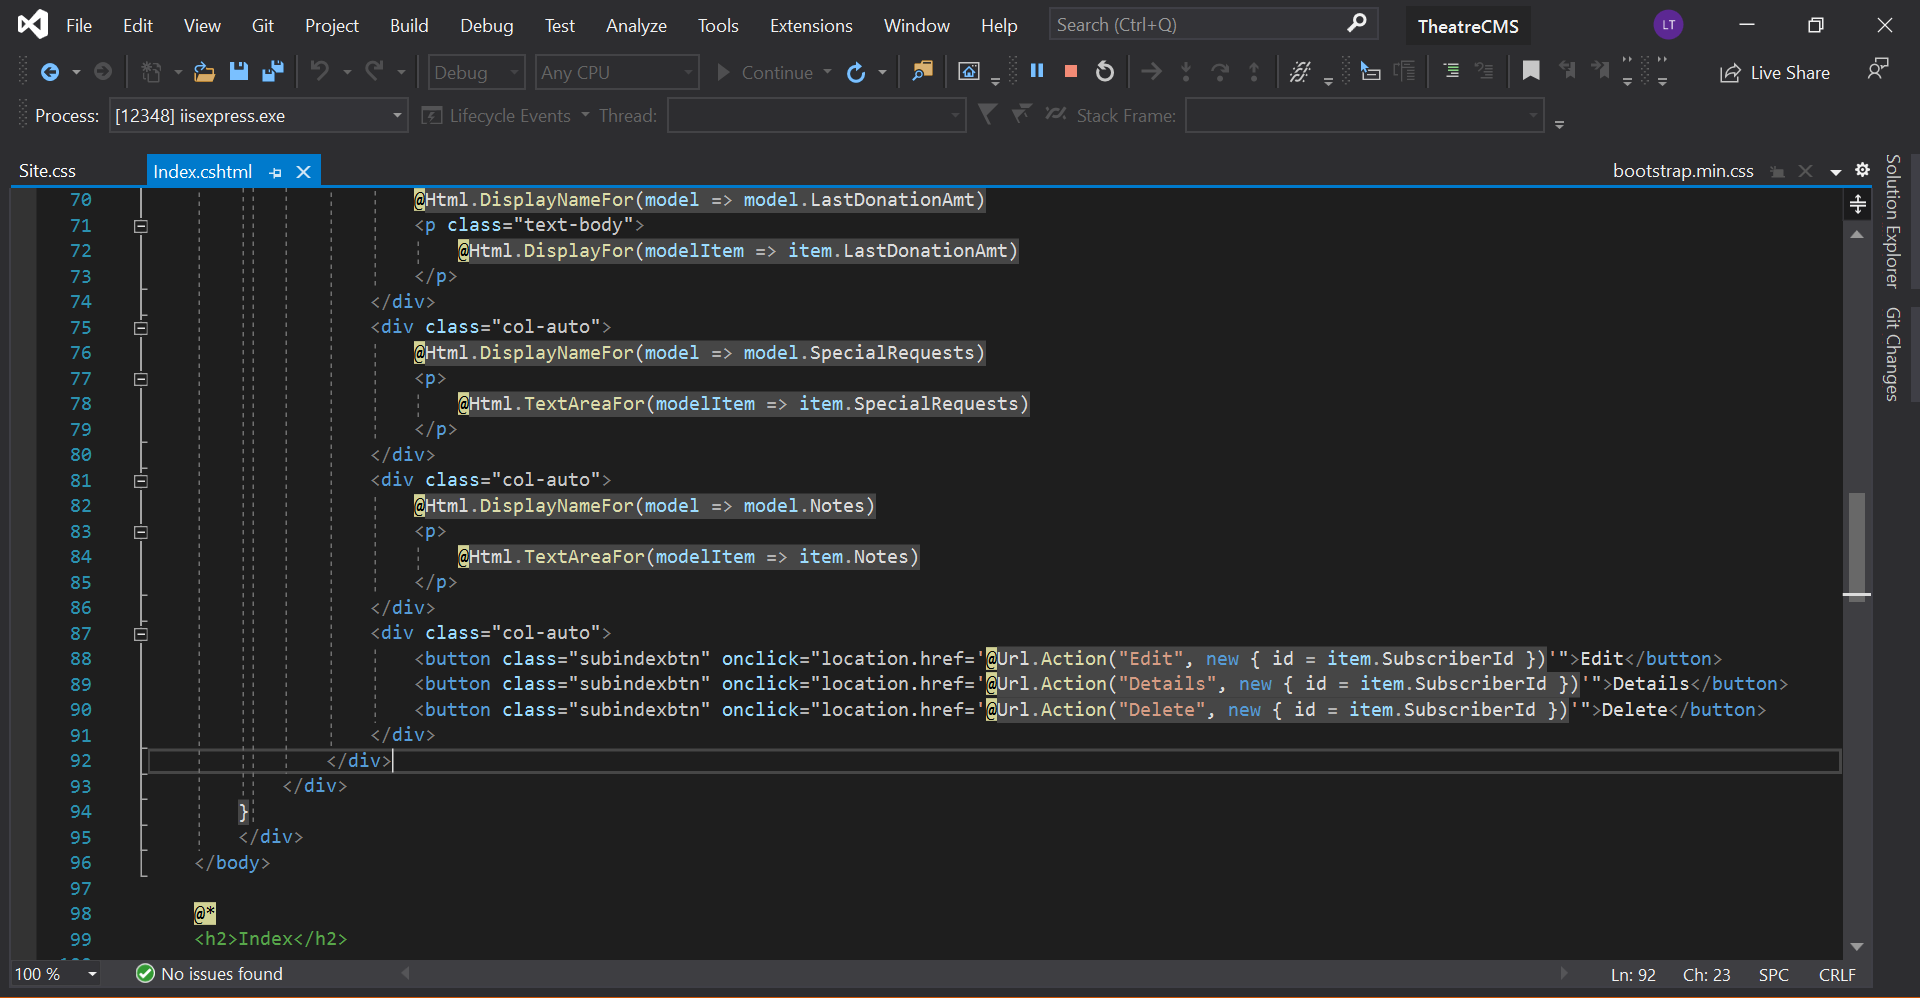 File Edit View Git Project Build Debug Test Analyze Tools Extensions Window Help Search (Ctrl+Q) TheatreCMS LT
Debug Any CPU Continue Live Share
Process: [12348] iisexpress.exe Lifecycle Events Thread: Stack Frame:
Site.css Index.cshtml bootstrap.min.css
Solution Explorer
Git Changes
70 @Html.DisplayNameFor(model => model.LastDonationAmt)
71 <p class="text-body">
72 @Html.DisplayFor(modelItem => item.LastDonationAmt)
73 </p>
74 </div>
75 <div class="col-auto">
76 @Html.DisplayNameFor(model => model.SpecialRequests)
77 <p>
78 @Html.TextAreaFor(modelItem => item.SpecialRequests)
79 </p>
80 </div>
81 <div class="col-auto">
82 @Html.DisplayNameFor(model => model.Notes)
83 <p>
84 @Html.TextAreaFor(modelItem => item.Notes)
85 </p>
86 </div>
87 <div class="col-auto">
88 <button class="subindexbtn" onclick="location.href='@Url.Action("Edit", new { id = item.SubscriberId })'">Edit</button>
89 <button class="subindexbtn" onclick="location.href='@Url.Action("Details", new { id = item.SubscriberId })'">Details</button>
90 <button class="subindexbtn" onclick="location.href='@Url.Action("Delete", new { id = item.SubscriberId })'">Delete</button>
91 </div>
92 </div>
93 </div>
94 }
95 </div>
96 </body>
97
98 @*
99 <h2>Index</h2>
100 % No issues found Ln: 92 Ch: 23 SPC CRLF